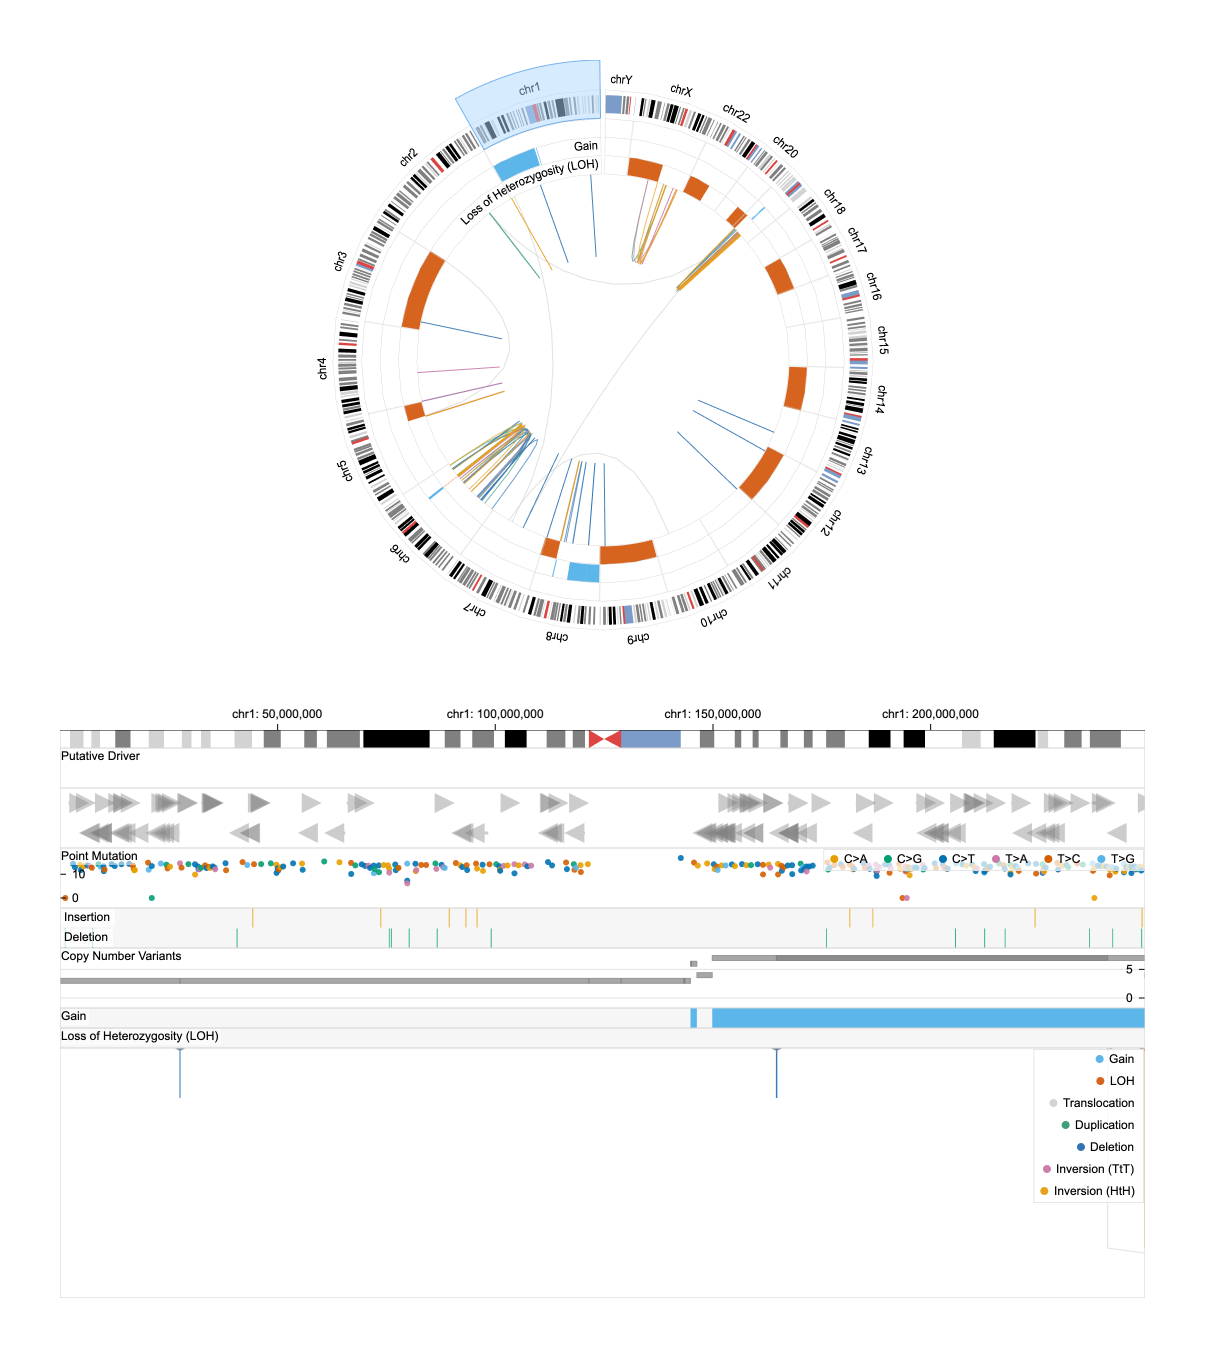 chrY
chrX
chr22
chr20
chr18
chr17
chr16
chr15
chr14
chr13
chr12
chr11
chr10
chr9
chr8
chr7
chr6
chr5
chr4
chr3
chr2
chr1
Gain
Loss of Heterozygosity (LOH)
chr1: 50,000,000 chr1: 100,000,000 chr1: 150,000,000 chr1: 200,000,000
Putative Driver
Point Mutation
C>A C>G C>T T>A T>C T>G
10
0
Insertion
Deletion
Copy Number Variants
5
0
Gain
Loss of Heterozygosity (LOH)
Gain
LOH
Translocation
Duplication
Deletion
Inversion (TtT)
Inversion (HtH)